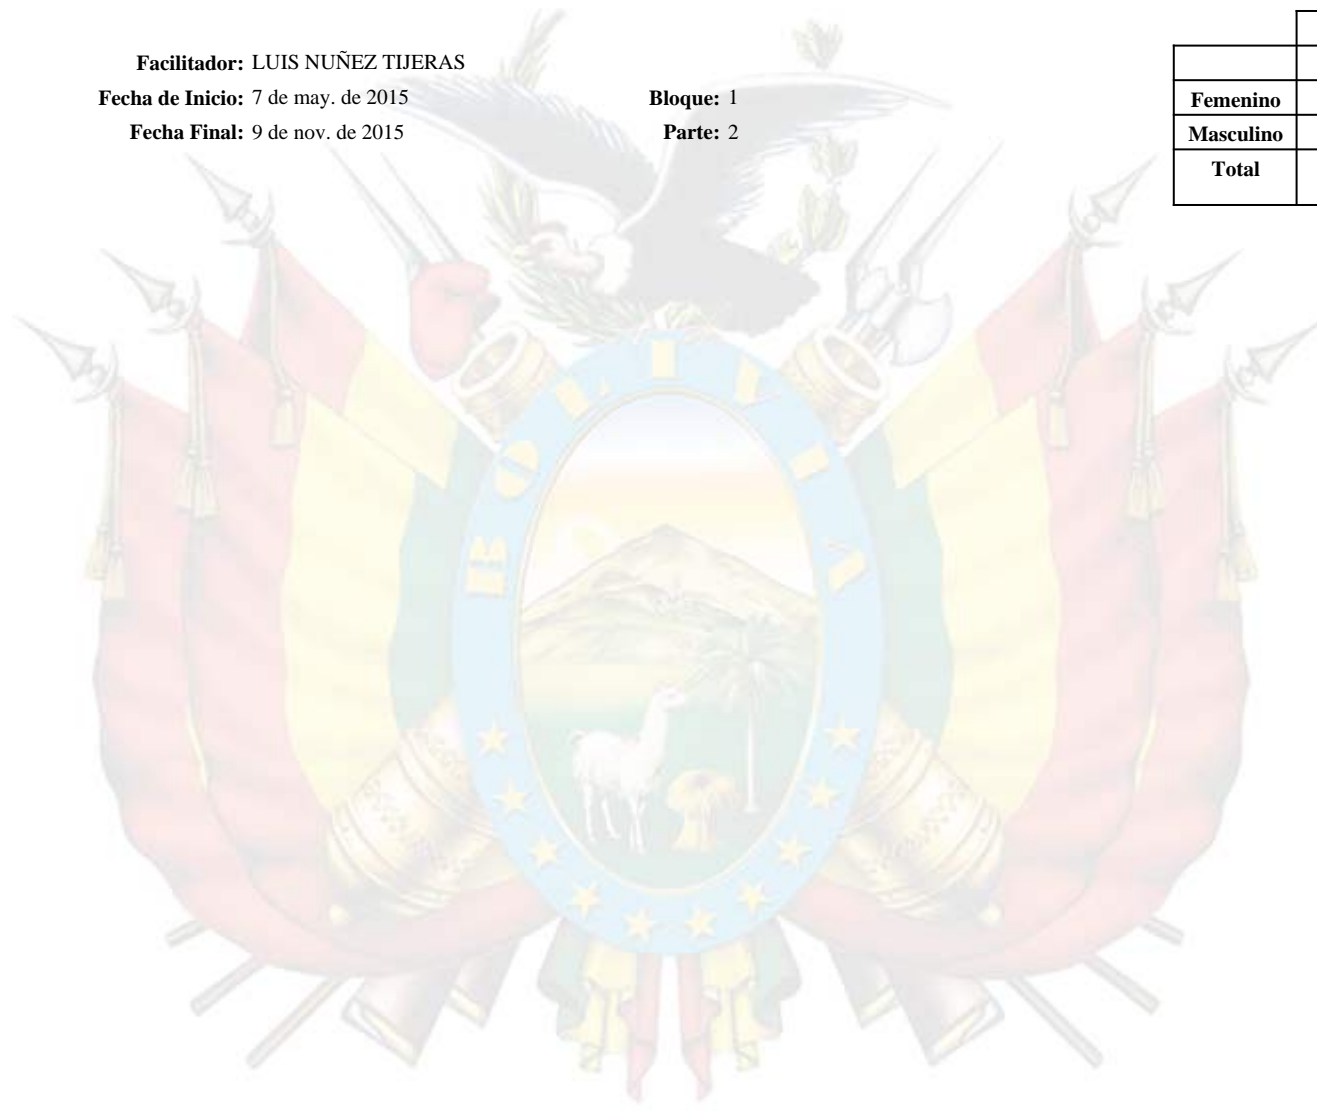 Facilitador: LUIS NUÑEZ TIJERAS
Fecha de Inicio: 7 de may. de 2015 Bloque: 1
Fecha Final: 9 de nov. de 2015 Parte: 2
Femenino
Masculino
Total
BOLIVIA